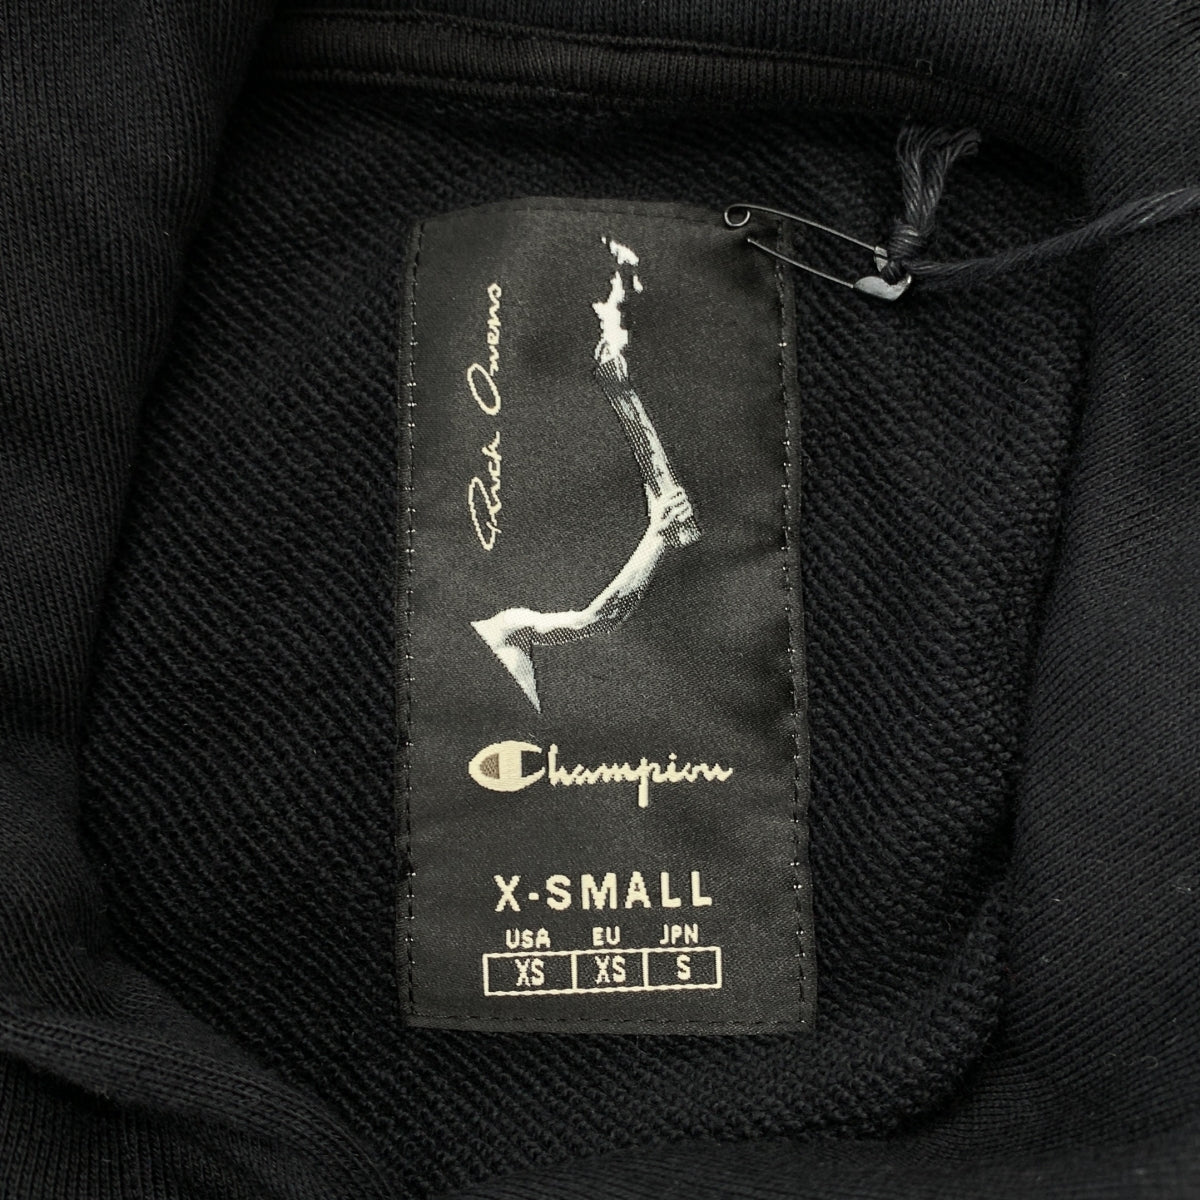 Rick Owens
Champion
X-SMALL
USA EU JPN
XS XS S